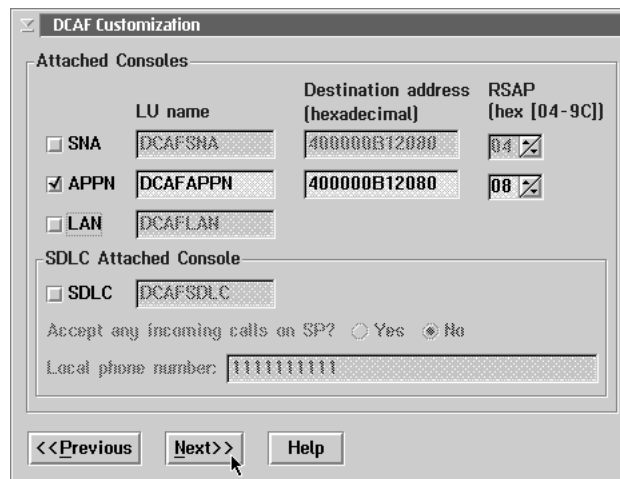 DCAF Customization
Attached Consoles
LU name
Destination address
(hexadecimal)
RSAP
(hex [04-9C])
SNA DCAFSNA 400000B12080 04
APPN DCAFAPPN 400000B12080 08
LAN DCAFLAN
SDLC Attached Console
SDLC DCAFSDLC
Accept any incoming calls on SP? Yes No
Local phone number: 1111111111
<<Previous Next>> Help